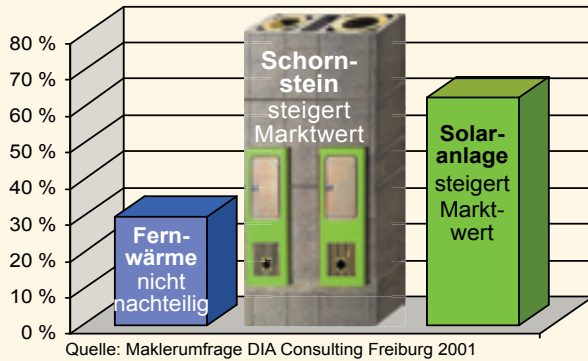 80 %
70 %
60 %
50 %
40 %
30 %
20 %
10 %
0 %
Fern-
wärme
nicht
nachteilig
Schorn-
stein
steigert
Marktwert
Solar-
anlage
steigert
Markt-
wert
Quelle: Maklerumfrage DIA Consulting Freiburg 2001